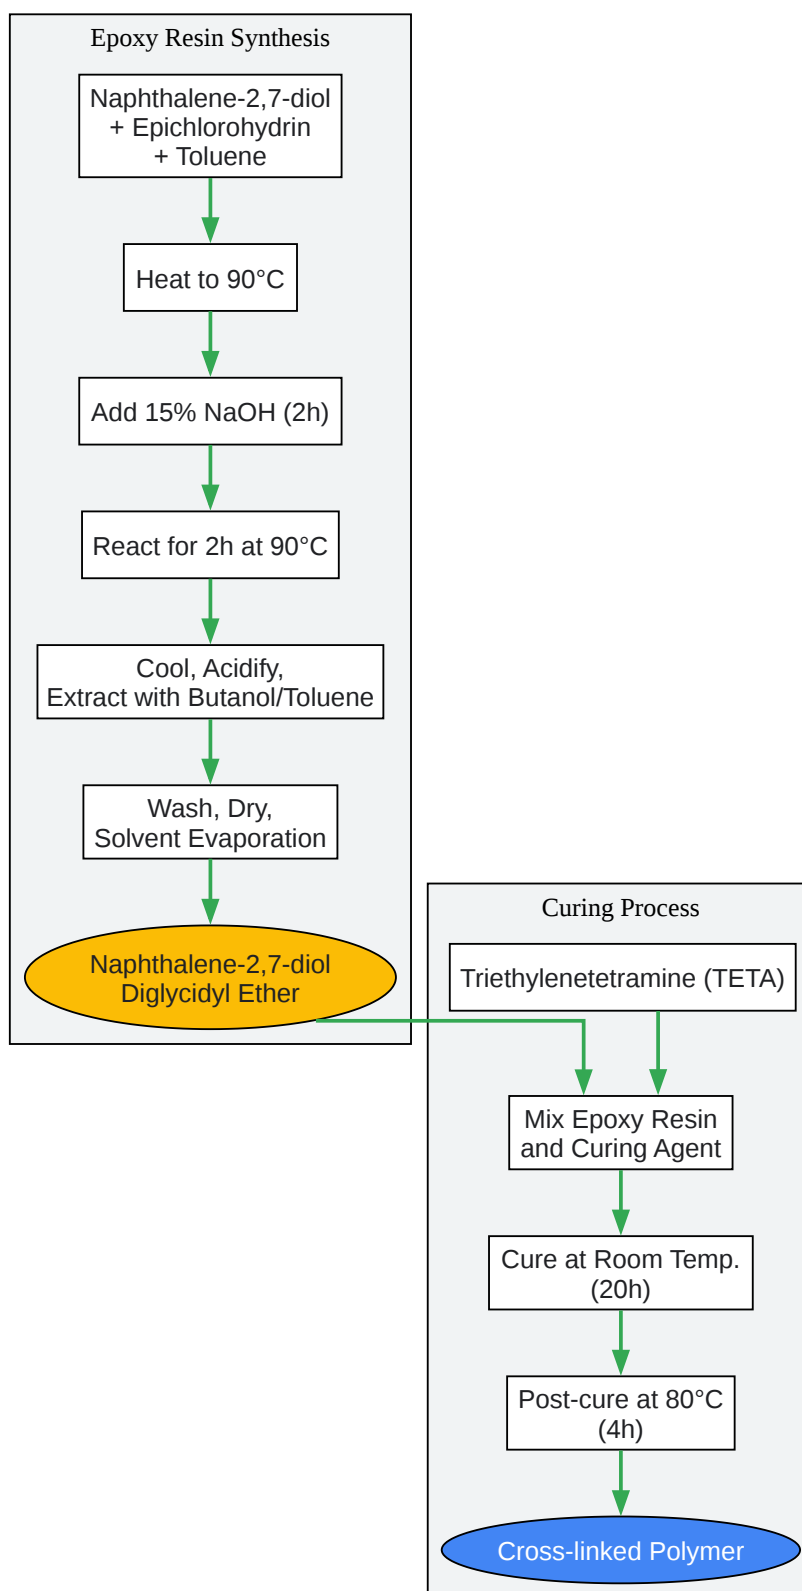 Epoxy Resin Synthesis
Naphthalene-2,7-diol
+ Epichlorohydrin
+ Toluene
Heat to 90°C
Add 15% NaOH (2h)
React for 2h at 90°C
Cool, Acidify,
Extract with Butanol/Toluene
Wash, Dry,
Solvent Evaporation
Naphthalene-2,7-diol
Diglycidyl Ether
Curing Process
Triethylenetetramine (TETA)
Mix Epoxy Resin
and Curing Agent
Cure at Room Temp.
(20h)
Post-cure at 80°C
(4h)
Cross-linked Polymer